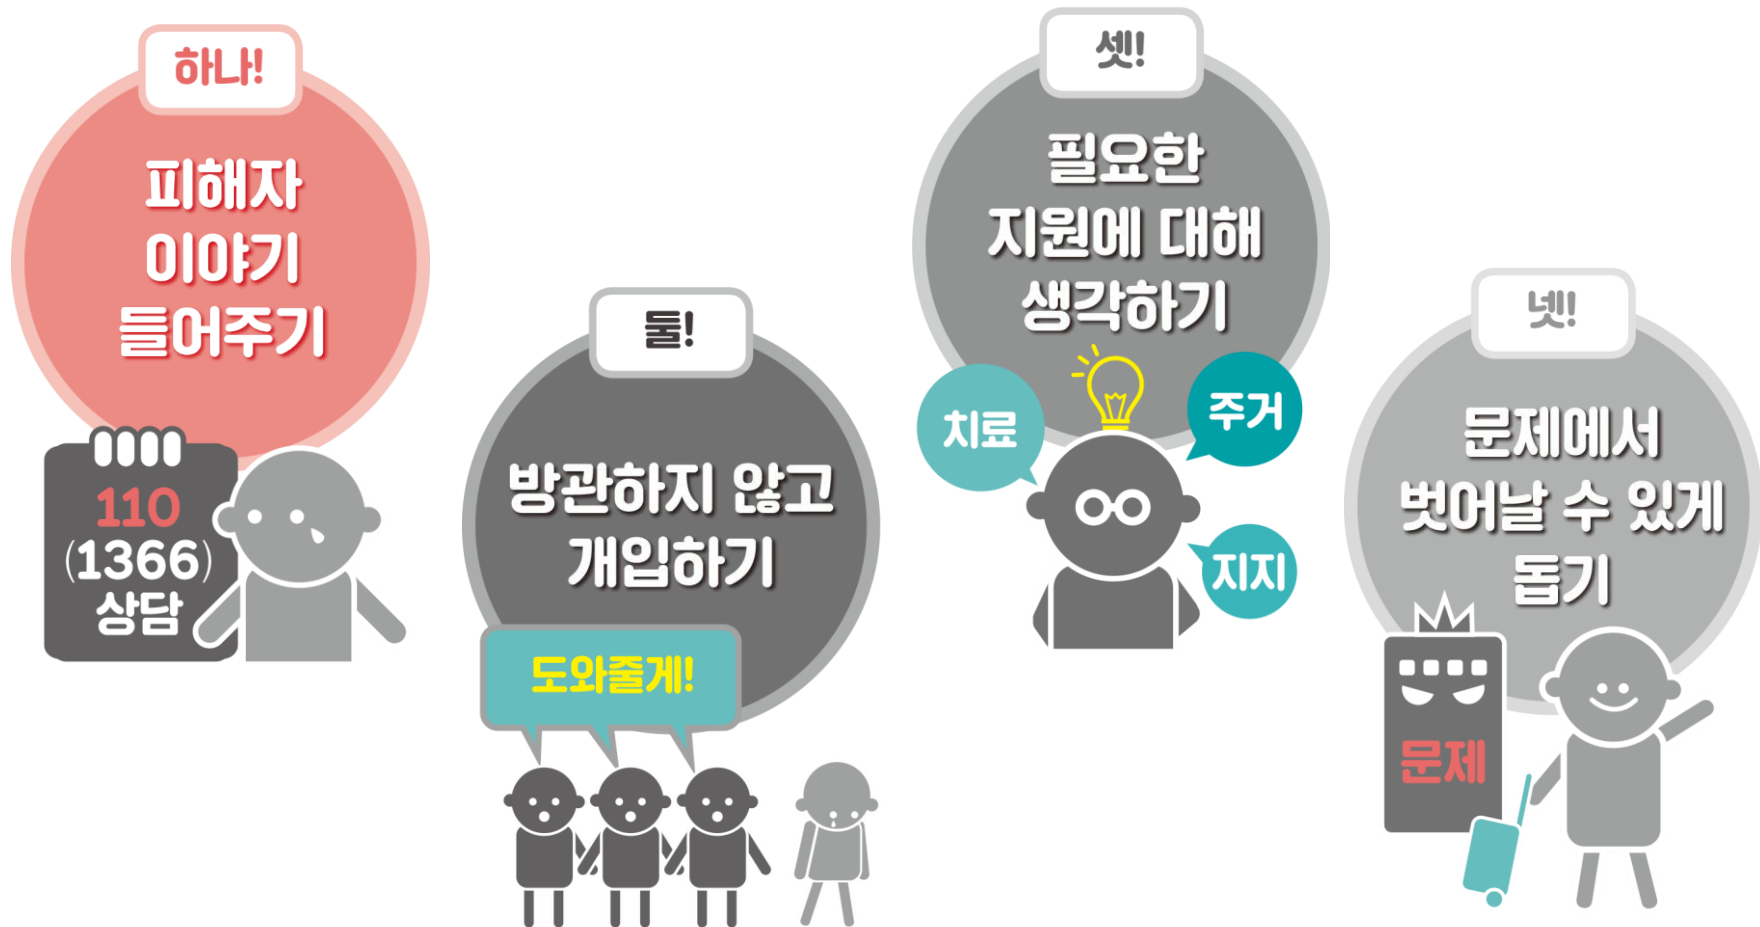 하나!
피해자
이야기
들어주기
110
(1366)
상담
둘!
방관하지 않고
개입하기
도와줄게!
셋!
필요한
지원에 대해
생각하기
치료
주거
지지
넷!
문제에서
벗어날 수 있게
돕기
문제